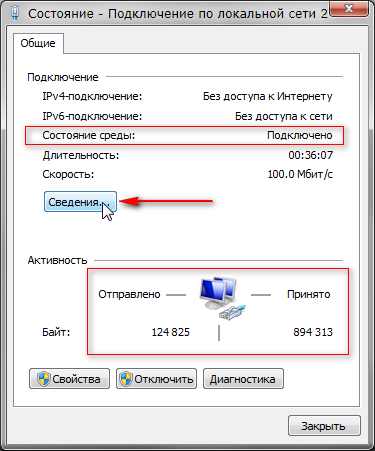 Состояние - Подключение по локальной сети 2
Общие
Подключение
IPv4-подключение: Без доступа к Интернету
IPv6-подключение: Без доступа к сети
Состояние среды: Подключено
Длительность: 00:36:07
Скорость: 100.0 Мбит/с
Сведения...
Активность
Отправлено — Принято
Байт: 124 825 | 894 313
Свойства Отключить Диагностика
Закрыть